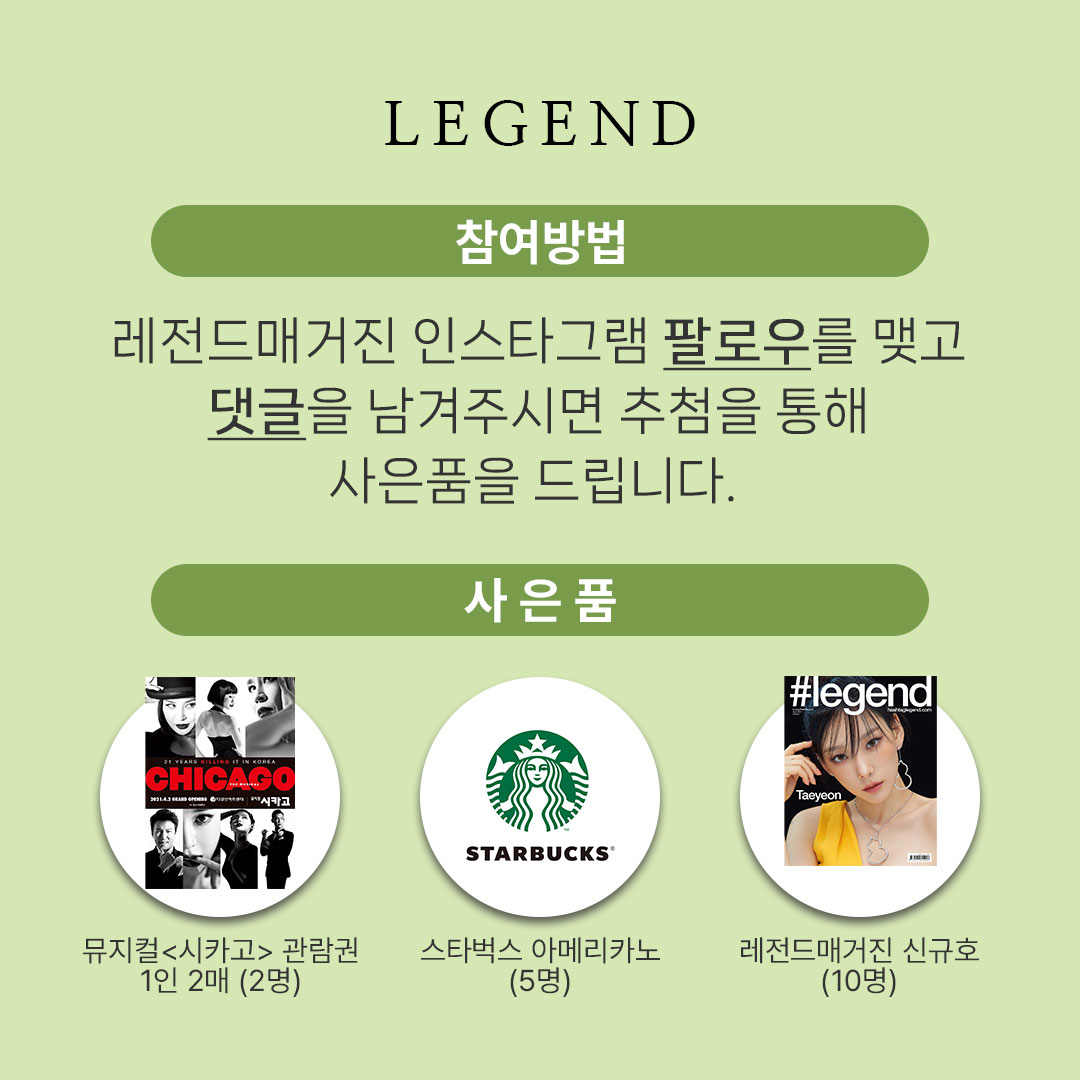 LEGEND
참여방법
레전드매거진 인스타그램 팔로우를 맺고
댓글을 남겨주시면 추첨을 통해
사은품을 드립니다.
사 은 품
21 YEARS KILLING IT IN KOREA
CHICAGO
THE MUSICAL
2021.4.2 GRAND OPENING
시카고
STARBUCKS
#legend
hashtaglegend.com
Taeyeon
뮤지컬<시카고> 관람권
1인 2매 (2명)
스타벅스 아메리카노
(5명)
레전드매거진 신규호
(10명)